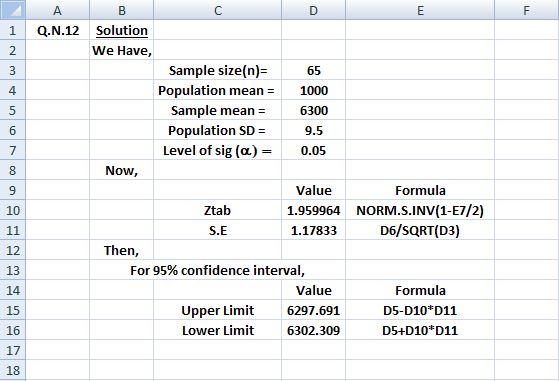 A B C D E F
1 Q.N.12 Solution
2 We Have,
3 Sample size(n)= 65
4 Population mean = 1000
5 Sample mean = 6300
6 Population SD = 9.5
7 Level of sig (α) = 0.05
8 Now,
9 Value Formula
10 Ztab 1.959964 NORM.S.INV(1-E7/2)
11 S.E 1.17833 D6/SQRT(D3)
12 Then,
13 For 95% confidence interval,
14 Value Formula
15 Upper Limit 6297.691 D5-D10*D11
16 Lower Limit 6302.309 D5+D10*D11
17
18